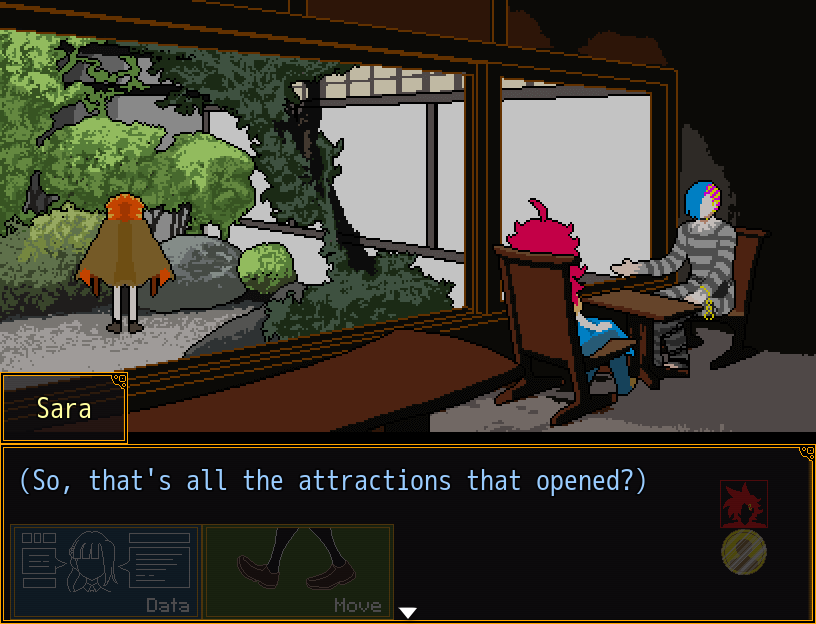 Sara
(So, that's all the attractions that opened?)
Data
Move